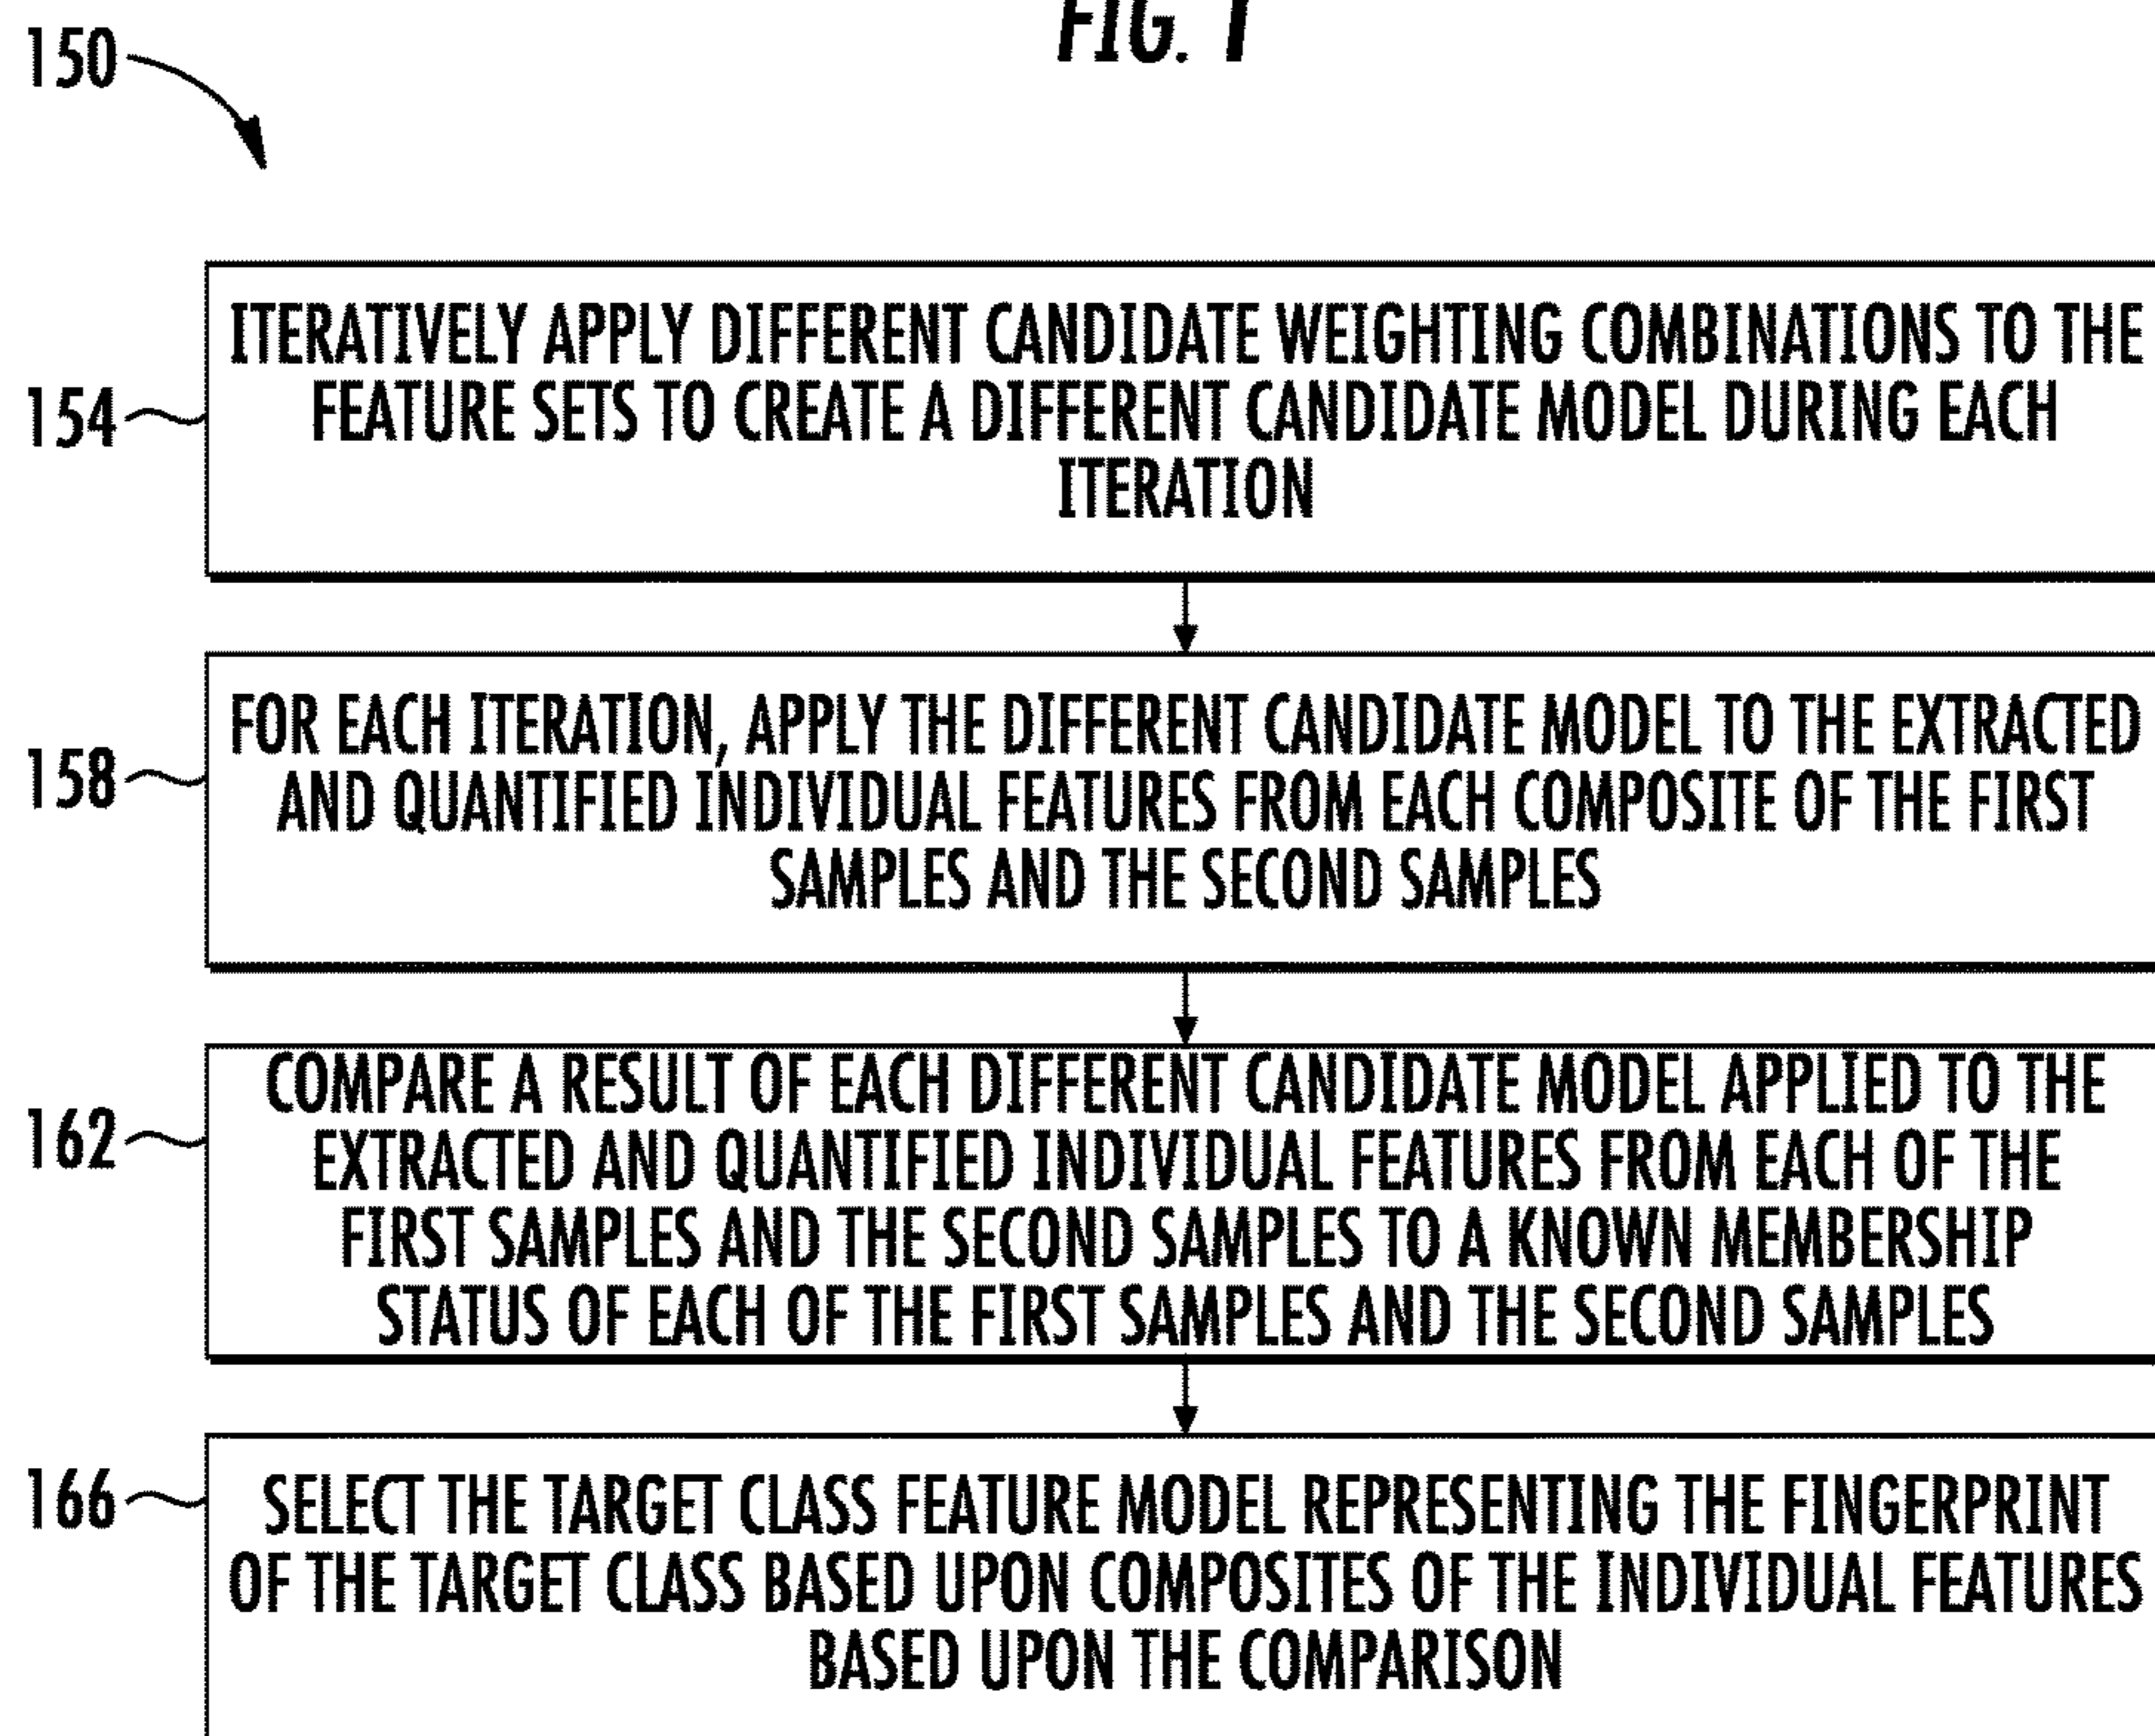 FIG. 1
150
154
ITERATIVELY APPLY DIFFERENT CANDIDATE WEIGHTING COMBINATIONS TO THE
FEATURE SETS TO CREATE A DIFFERENT CANDIDATE MODEL DURING EACH
ITERATION
158
FOR EACH ITERATION, APPLY THE DIFFERENT CANDIDATE MODEL TO THE EXTRACTED
AND QUANTIFIED INDIVIDUAL FEATURES FROM EACH COMPOSITE OF THE FIRST
SAMPLES AND THE SECOND SAMPLES
162
COMPARE A RESULT OF EACH DIFFERENT CANDIDATE MODEL APPLIED TO THE
EXTRACTED AND QUANTIFIED INDIVIDUAL FEATURES FROM EACH OF THE
FIRST SAMPLES AND THE SECOND SAMPLES TO A KNOWN MEMBERSHIP
STATUS OF EACH OF THE FIRST SAMPLES AND THE SECOND SAMPLES
166
SELECT THE TARGET CLASS FEATURE MODEL REPRESENTING THE FINGERPRINT
OF THE TARGET CLASS BASED UPON COMPOSITES OF THE INDIVIDUAL FEATURES
BASED UPON THE COMPARISON